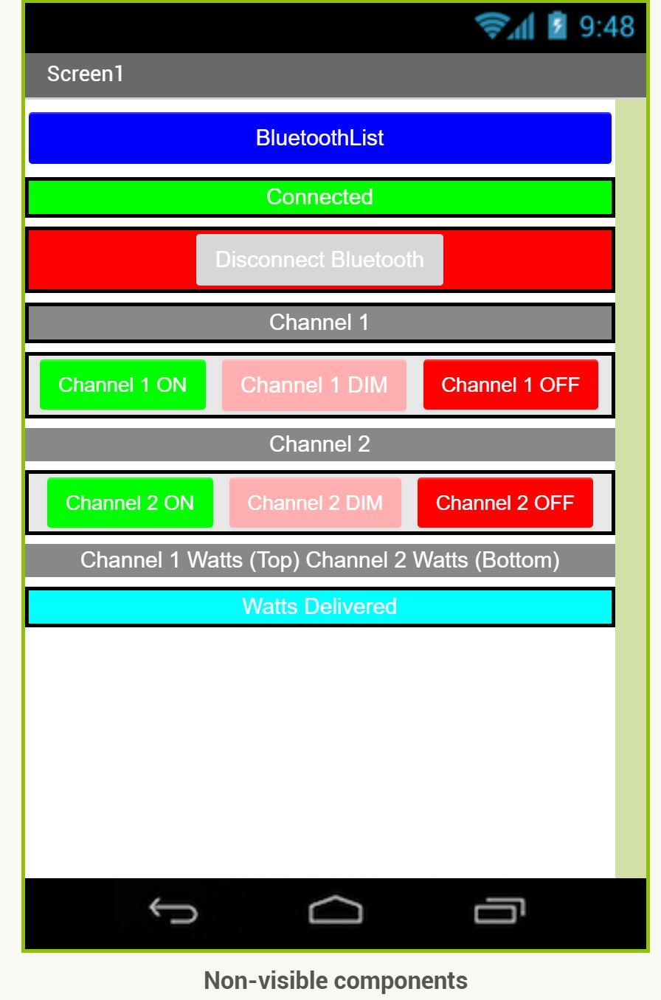 9:48
Screen1
BluetoothList
Connected
Disconnect Bluetooth
Channel 1
Channel 1 ON Channel 1 DIM Channel 1 OFF
Channel 2
Channel 2 ON Channel 2 DIM Channel 2 OFF
Channel 1 Watts (Top) Channel 2 Watts (Bottom)
Watts Delivered
Non-visible components